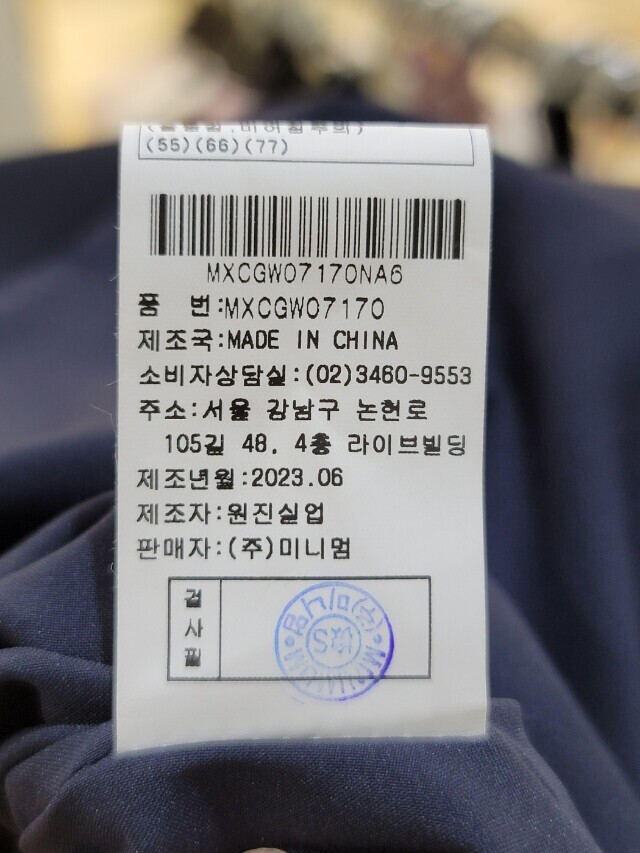 (55)(66)(77)
MXCGW07170NA6
품 번:MXCGW07170
제조국:MADE IN CHINA
소비자상담실:(02)3460-9553
주소:서울 강남구 논현로
105길 48, 4층 라이브빌딩
제조년월:2023.06
제조자:원진실업
판매자:(주)미니멈
검사필
(주)미니멈
MINIMUM